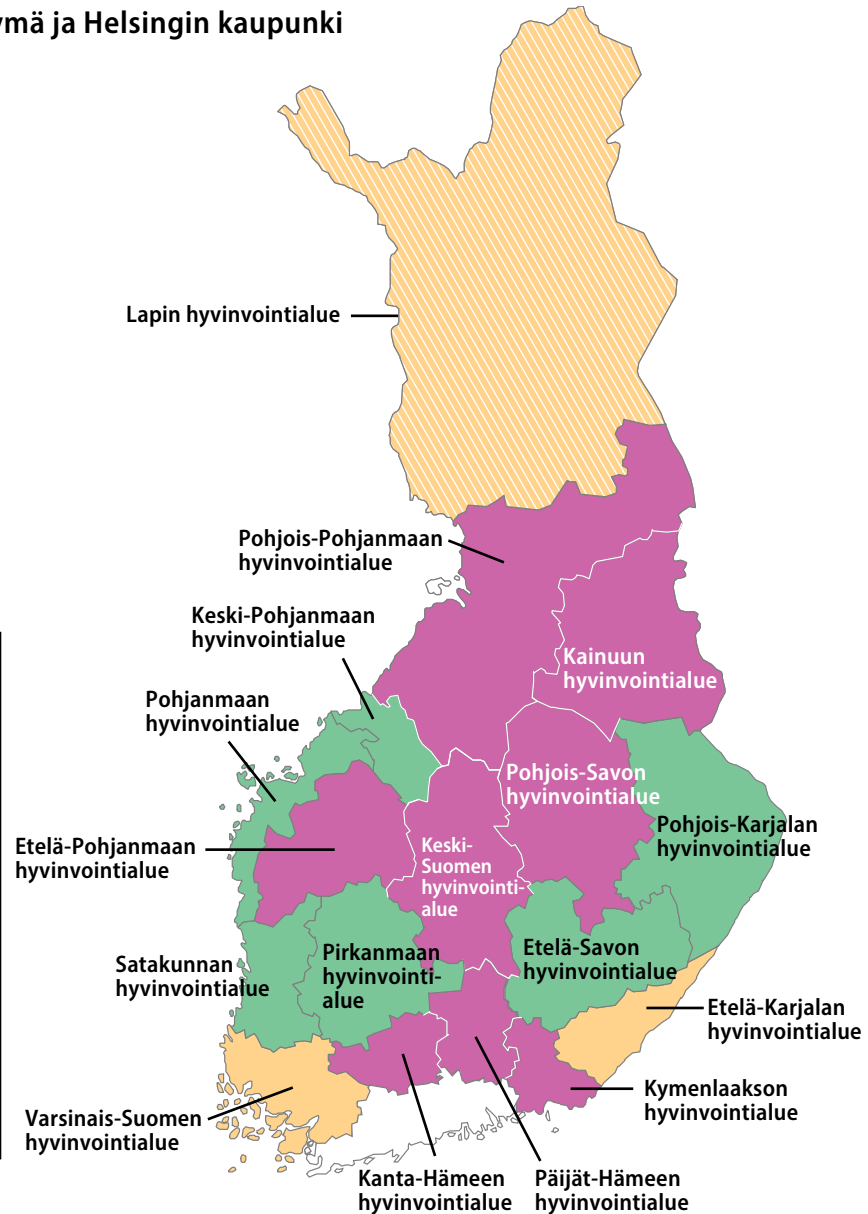 ymä ja Helsingin kaupunki
Lapin hyvinvointialue
Pohjois-Pohjanmaan
hyvinvointialue
Keski-Pohjanmaan
hyvinvointialue
Kainuun
hyvinvointialue
Pohjanmaan
hyvinvointialue
Pohjois-Savon
hyvinvointialue
Pohjois-Karjalan
hyvinvointialue
Etelä-Pohjanmaan
hyvinvointialue
Keski-
Suomen
hyvinvointi-
alue
Satakunnan
hyvinvointialue
Pirkanmaan
hyvinvointi-
alue
Etelä-Savon
hyvinvointialue
Etelä-Karjalan
hyvinvointialue
Kymenlaakson
hyvinvointialue
Varsinais-Suomen
hyvinvointialue
Kanta-Hämeen
hyvinvointialue
Päijät-Hämeen
hyvinvointialue